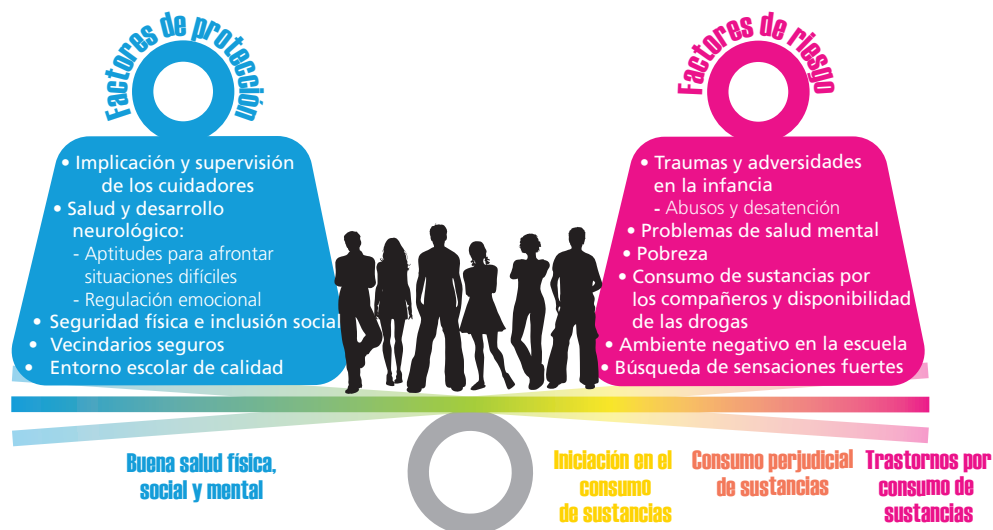 Factores de protección
• Implicación y supervisión
de los cuidadores
• Salud y desarrollo
neurológico:
- Aptitudes para afrontar
situaciones difíciles
- Regulación emocional
• Seguridad física e inclusión social
• Vecindarios seguros
• Entorno escolar de calidad
Factores de riesgo
• Traumas y adversidades
en la infancia
- Abusos y desatención
• Problemas de salud mental
• Pobreza
• Consumo de sustancias por
los compañeros y disponibilidad
de las drogas
• Ambiente negativo en la escuela
• Búsqueda de sensaciones fuertes
Buena salud física,
social y mental
Iniciación en el
consumo
de sustancias
Consumo perjudicial
de sustancias
Trastornos por
consumo de
sustancias